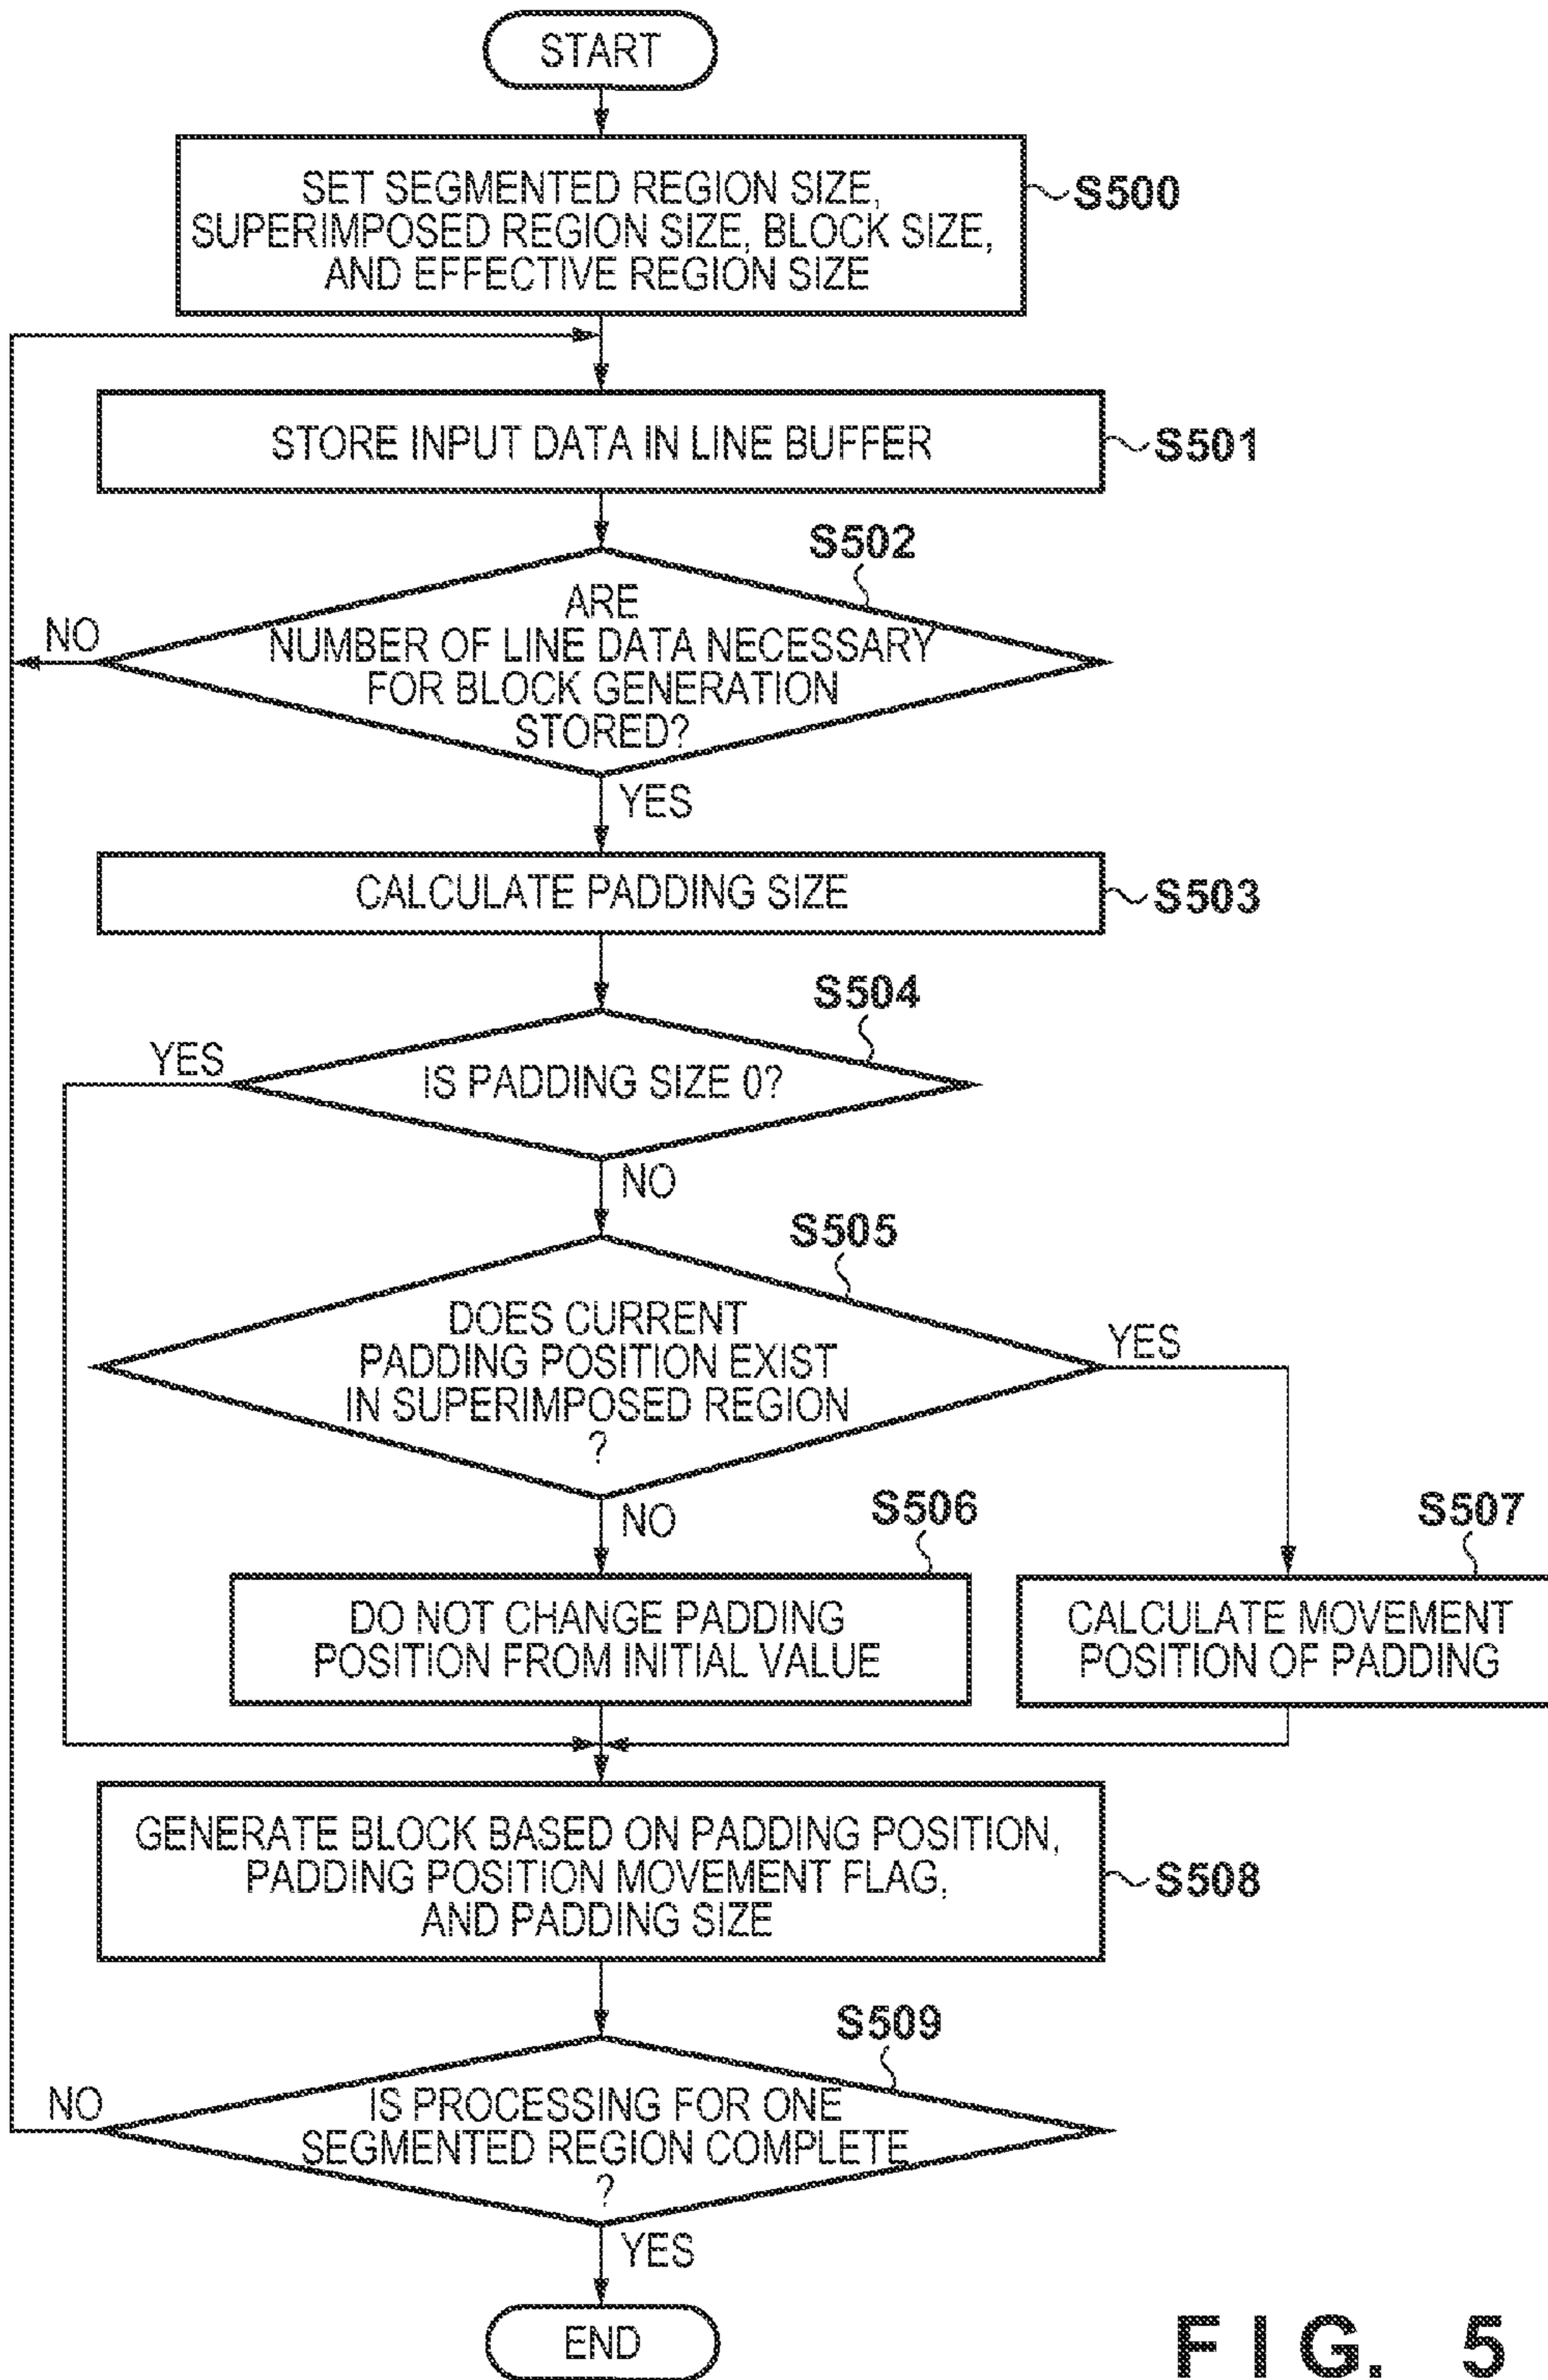 START
SET SEGMENTED REGION SIZE,
SUPERIMPOSED REGION SIZE, BLOCK SIZE,
AND EFFECTIVE REGION SIZE
S500
STORE INPUT DATA IN LINE BUFFER
S501
S502
ARE
NUMBER OF LINE DATA NECESSARY
FOR BLOCK GENERATION
STORED?
NO
YES
CALCULATE PADDING SIZE
S503
S504
YES
IS PADDING SIZE 0?
NO
S505
DOES CURRENT
PADDING POSITION EXIST
IN SUPERIMPOSED REGION
?
YES
NO
S506
S507
DO NOT CHANGE PADDING
POSITION FROM INITIAL VALUE
CALCULATE MOVEMENT
POSITION OF PADDING
GENERATE BLOCK BASED ON PADDING POSITION,
PADDING POSITION MOVEMENT FLAG,
AND PADDING SIZE
S508
S509
NO
IS PROCESSING FOR ONE
SEGMENTED REGION COMPLETE
?
YES
END
FIG. 5